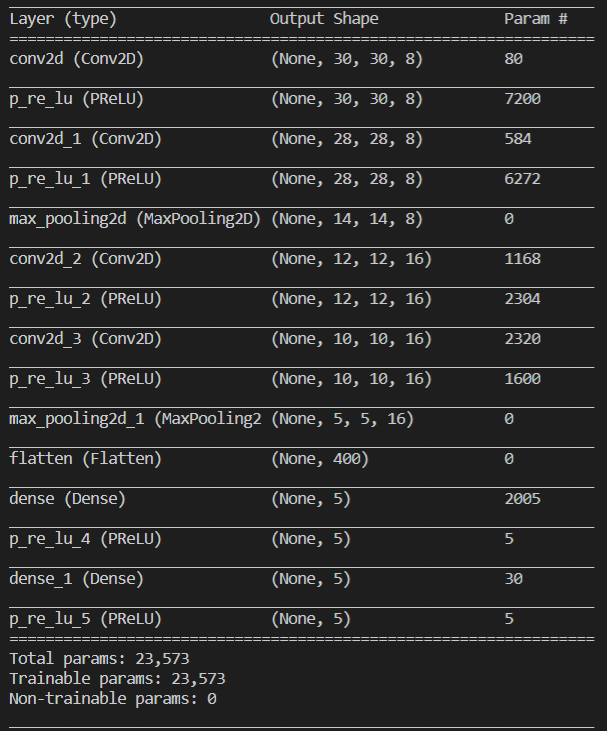 Layer (type) Output Shape Param #
=================================================================
conv2d (Conv2D) (None, 30, 30, 8) 80
p_re_lu (PReLU) (None, 30, 30, 8) 7200
conv2d_1 (Conv2D) (None, 28, 28, 8) 584
p_re_lu_1 (PReLU) (None, 28, 28, 8) 6272
max_pooling2d (MaxPooling2D) (None, 14, 14, 8) 0
conv2d_2 (Conv2D) (None, 12, 12, 16) 1168
p_re_lu_2 (PReLU) (None, 12, 12, 16) 2304
conv2d_3 (Conv2D) (None, 10, 10, 16) 2320
p_re_lu_3 (PReLU) (None, 10, 10, 16) 1600
max_pooling2d_1 (MaxPooling2 (None, 5, 5, 16) 0
flatten (Flatten) (None, 400) 0
dense (Dense) (None, 5) 2005
p_re_lu_4 (PReLU) (None, 5) 5
dense_1 (Dense) (None, 5) 30
p_re_lu_5 (PReLU) (None, 5) 5
=================================================================
Total params: 23,573
Trainable params: 23,573
Non-trainable params: 0